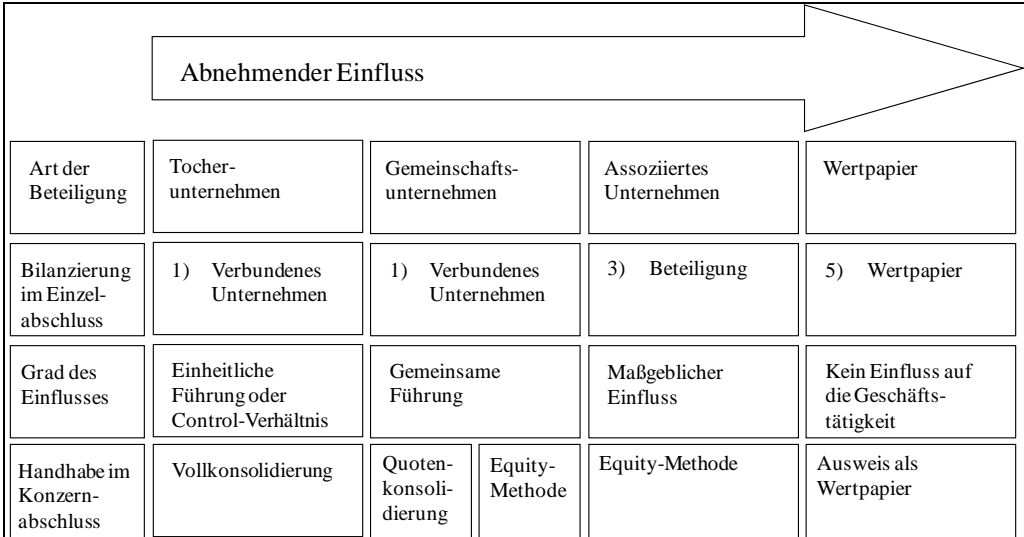 Abnehmender Einfluss
Art der
Beteiligung
Tocher-
unternehmen
Gemeinschafts-
unternehmen
Assoziiertes
Unternehmen
Wertpapier
Bilanzierung
im Einzel-
abschluss
1) Verbundenes
Unternehmen
1) Verbundenes
Unternehmen
3) Beteiligung
5) Wertpapier
Grad des
Einflusses
Einheitliche
Führung oder
Control-Verhältnis
Gemeinsame
Führung
Maßgeblicher
Einfluss
Kein Einfluss auf
die Geschäfts-
tätigkeit
Handhabe im
Konzern-
abschluss
Vollkonsolidierung
Quoten-
konsoli-
dierung
Equity-
Methode
Equity-Methode
Ausweis als
Wertpapier